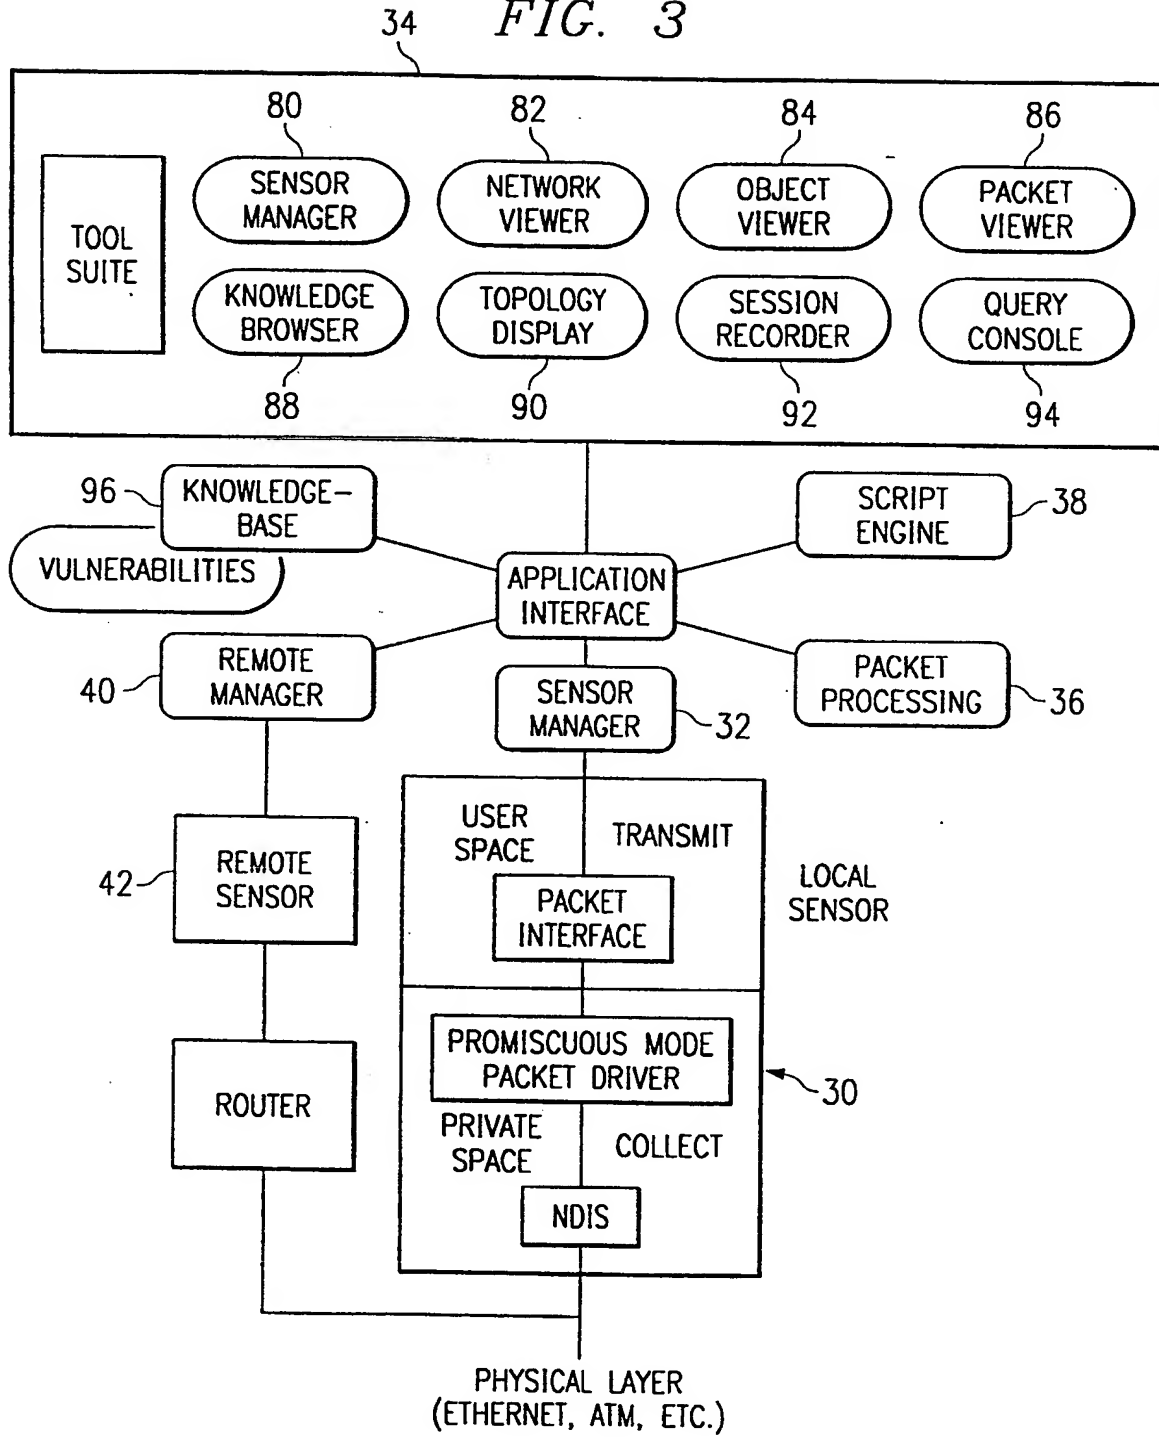 FIG. 3
34
80
82
84
86
TOOL
SUITE
SENSOR
MANAGER
NETWORK
VIEWER
OBJECT
VIEWER
PACKET
VIEWER
KNOWLEDGE
BROWSER
TOPOLOGY
DISPLAY
SESSION
RECORDER
QUERY
CONSOLE
88
90
92
94
96
KNOWLEDGE-
BASE
VULNERABILITIES
SCRIPT
ENGINE
38
APPLICATION
INTERFACE
REMOTE
MANAGER
40
SENSOR
MANAGER
32
PACKET
PROCESSING
36
USER
SPACE
TRANSMIT
REMOTE
SENSOR
42
PACKET
INTERFACE
LOCAL
SENSOR
PROMISCUOUS MODE
PACKET DRIVER
30
ROUTER
PRIVATE
SPACE
COLLECT
NDIS
PHYSICAL LAYER
(ETHERNET, ATM, ETC.)